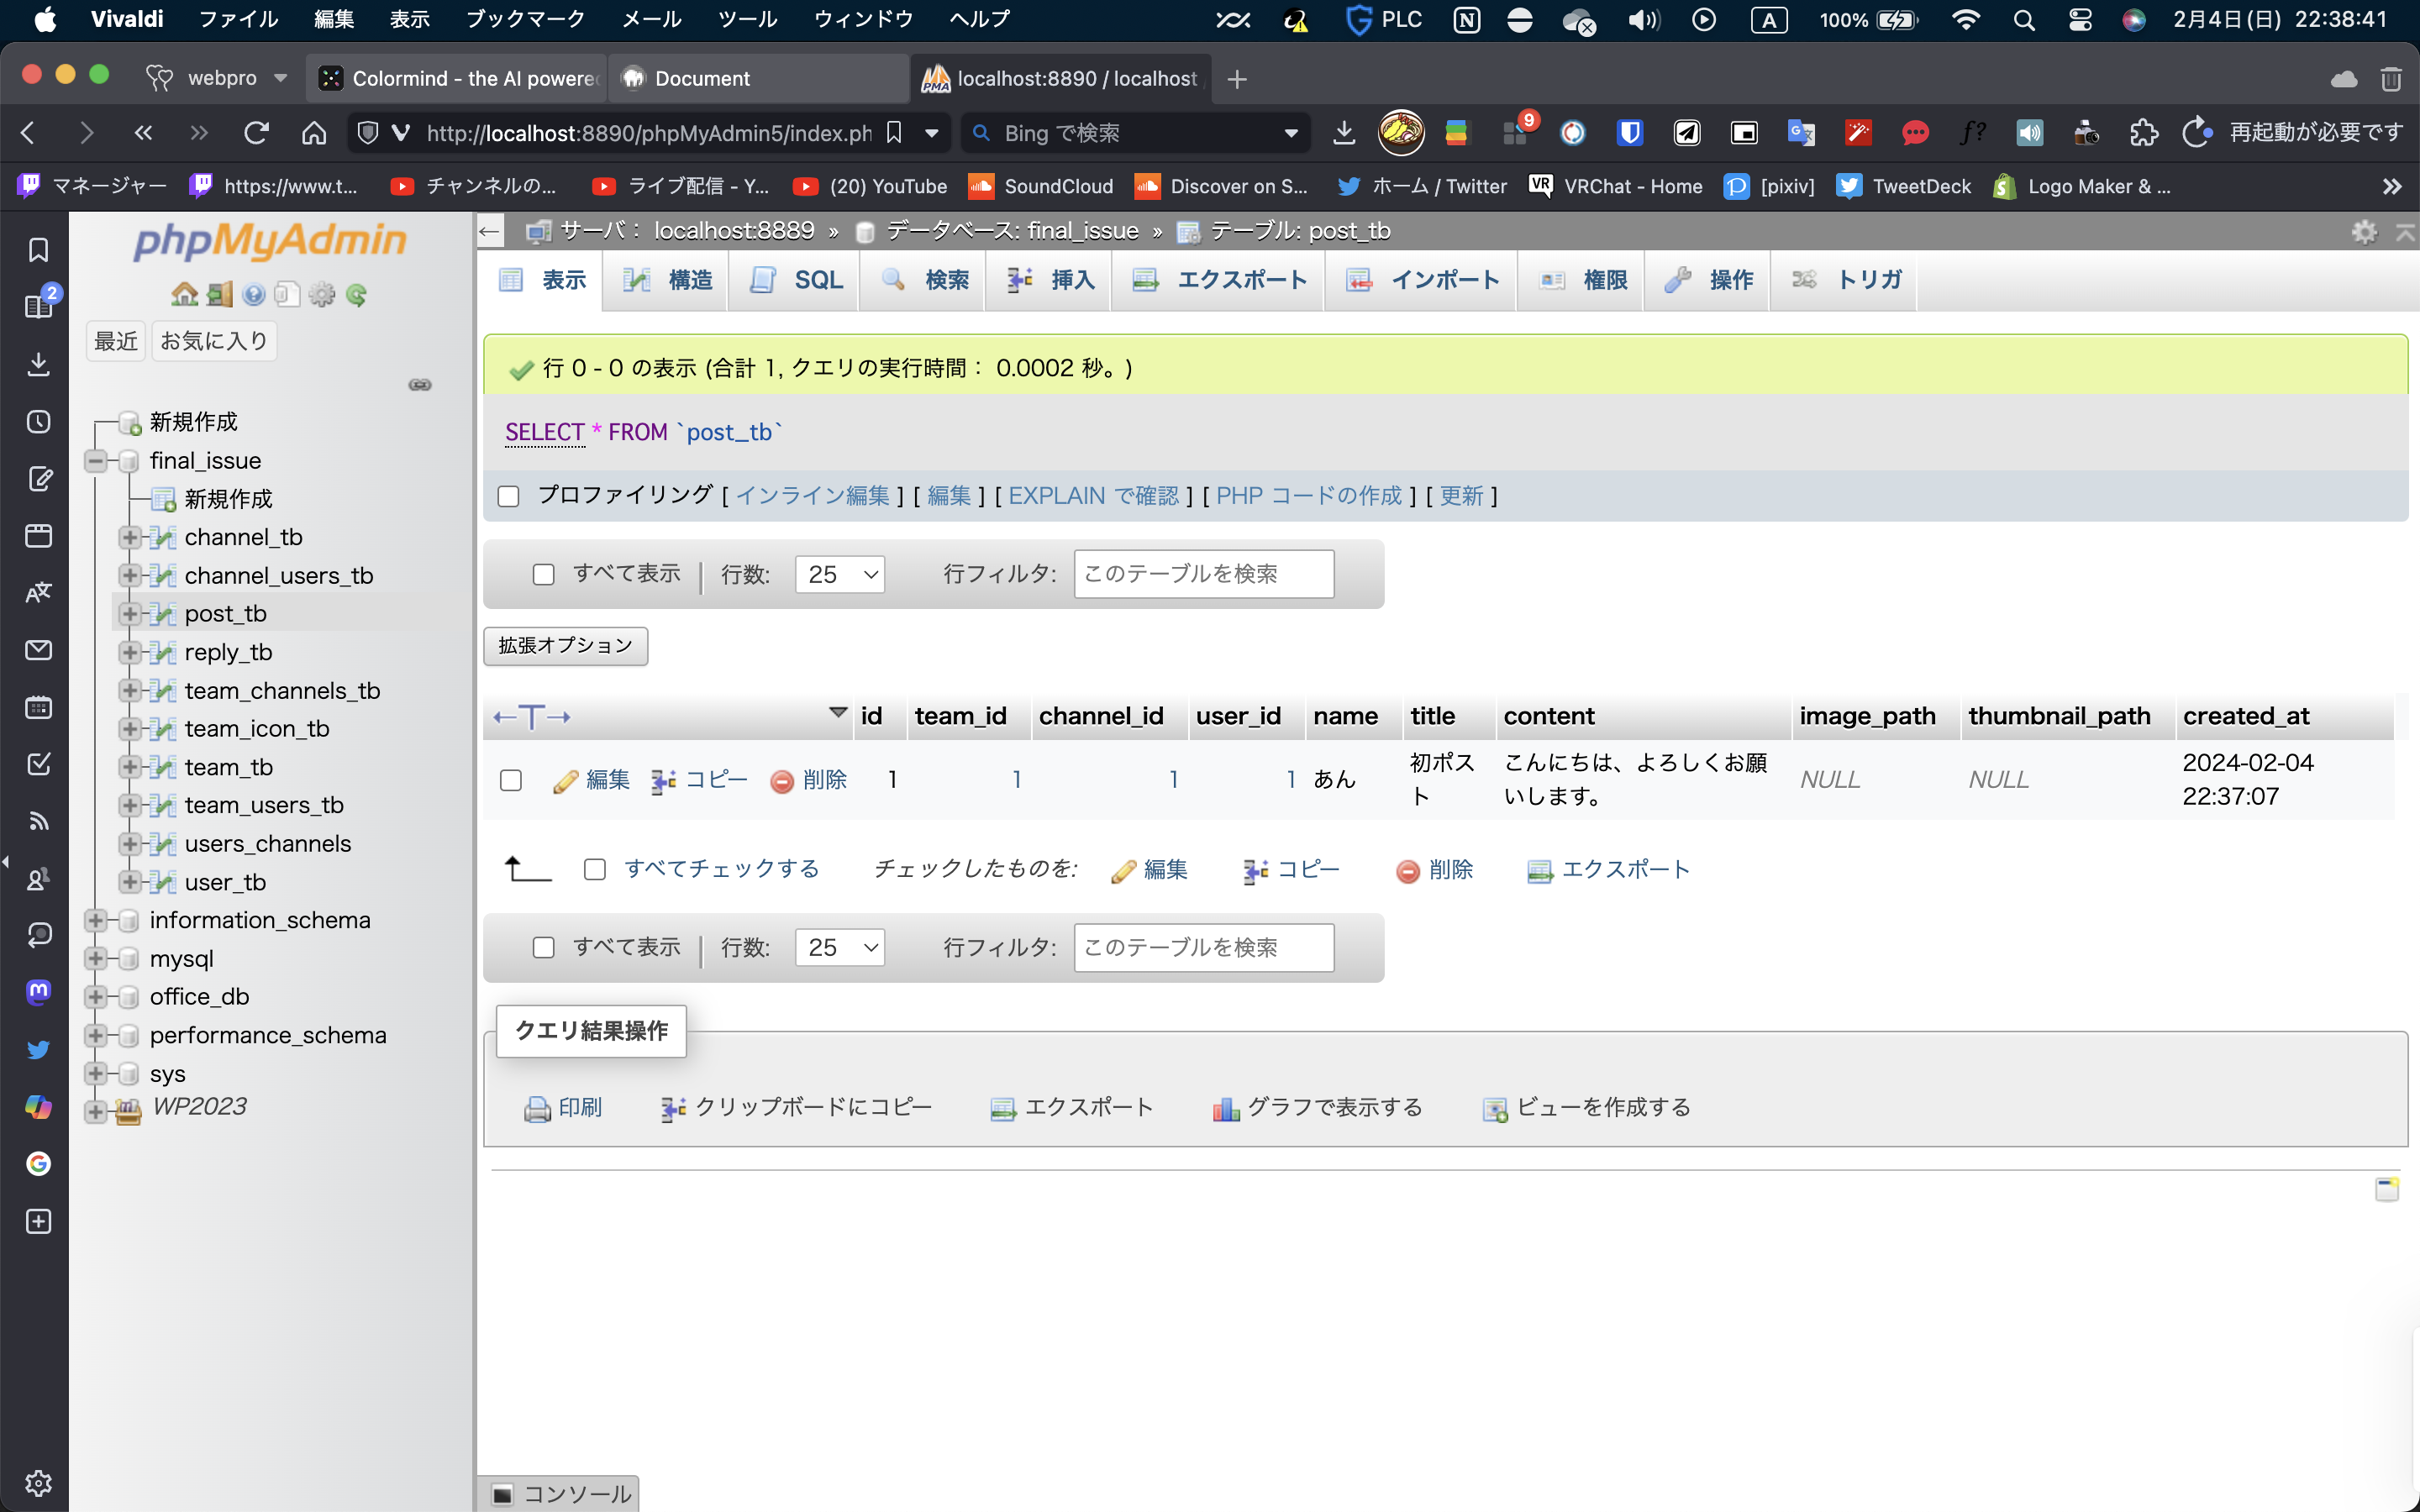 Vivaldi ファイル 編集 表示 ブックマーク メール ツール ウィンドウ ヘルプ PLC A 100% 2月4日(日) 22:38:41
webpro Colormind - the AI powere Document localhost:8890 / localhost
http://localhost:8890/phpMyAdmin5/index.ph Bing で検索 9 f? 再起動が必要です
マネージャー https://www.t... チャンネルの... ライブ配信 - Y... (20) YouTube SoundCloud Discover on S... ホーム / Twitter VRChat - Home [pixiv] TweetDeck Logo Maker & ...
2
phpMyAdmin
最近 お気に入り
新規作成
final_issue
新規作成
channel_tb
channel_users_tb
post_tb
reply_tb
team_channels_tb
team_icon_tb
team_tb
team_users_tb
users_channels
user_tb
information_schema
mysql
office_db
performance_schema
sys
WP2023
サーバ: localhost:8889 » データベース: final_issue » テーブル: post_tb
表示 構造 SQL 検索 挿入 エクスポート インポート 権限 操作 トリガ
行 0 - 0 の表示 (合計 1, クエリの実行時間: 0.0002 秒。)
SELECT * FROM `post_tb`
プロファイリング [ インライン編集 ] [ 編集 ] [ EXPLAIN で確認 ] [ PHP コードの作成 ] [ 更新 ]
すべて表示 行数: 25 行フィルタ: このテーブルを検索
拡張オプション
←T→ id team_id channel_id user_id name title content image_path thumbnail_path created_at
編集 コピー 削除 1 1 1 1 あん 初ポスト こんにちは、よろしくお願いします。 NULL NULL 2024-02-04 22:37:07
すべてチェックする チェックしたものを: 編集 コピー 削除 エクスポート
すべて表示 行数: 25 行フィルタ: このテーブルを検索
クエリ結果操作
印刷 クリップボードにコピー エクスポート グラフで表示する ビューを作成する
コンソール